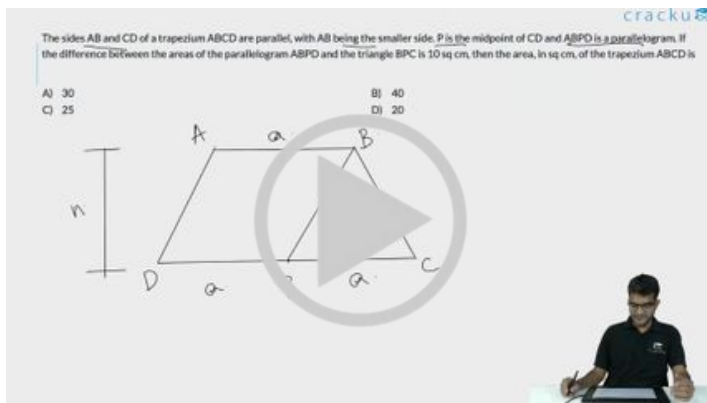 cracku
The sides AB and CD of a trapezium ABCD are parallel, with AB being the smaller side. P is the midpoint of CD and ABPD is a parallelogram. If
the difference between the areas of the parallelogram ABPD and the triangle BPC is 10 sq cm, then the area, in sq cm, of the trapezium ABCD is
A) 30 B) 40
C) 25 D) 20
A a B
h
D a a C